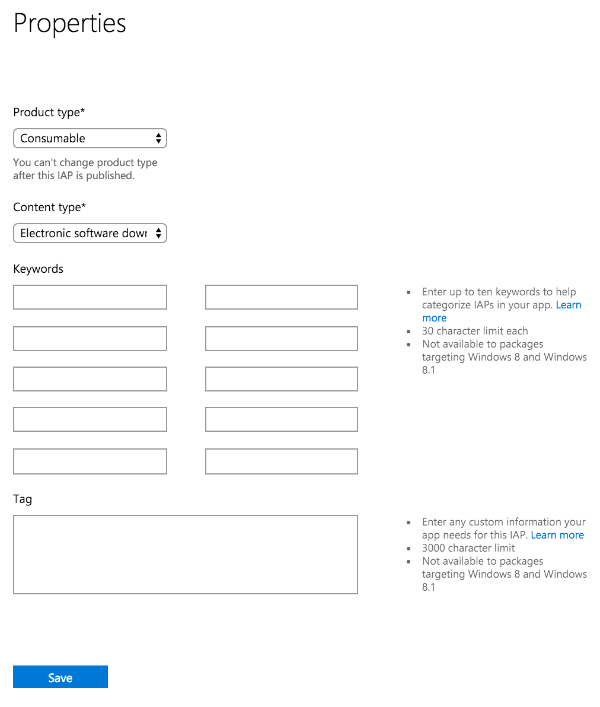 Properties
Product type*
Consumable
You can't change product type
after this IAP is published.
Content type*
Electronic software dow
Keywords
Enter up to ten keywords to help
categorize IAPs in your app. Learn
more
30 character limit each
Not available to packages
targeting Windows 8 and Windows
8.1
Tag
Enter any custom information your
app needs for this IAP. Learn more
3000 character limit
Not available to packages
targeting Windows 8 and Windows
8.1
Save